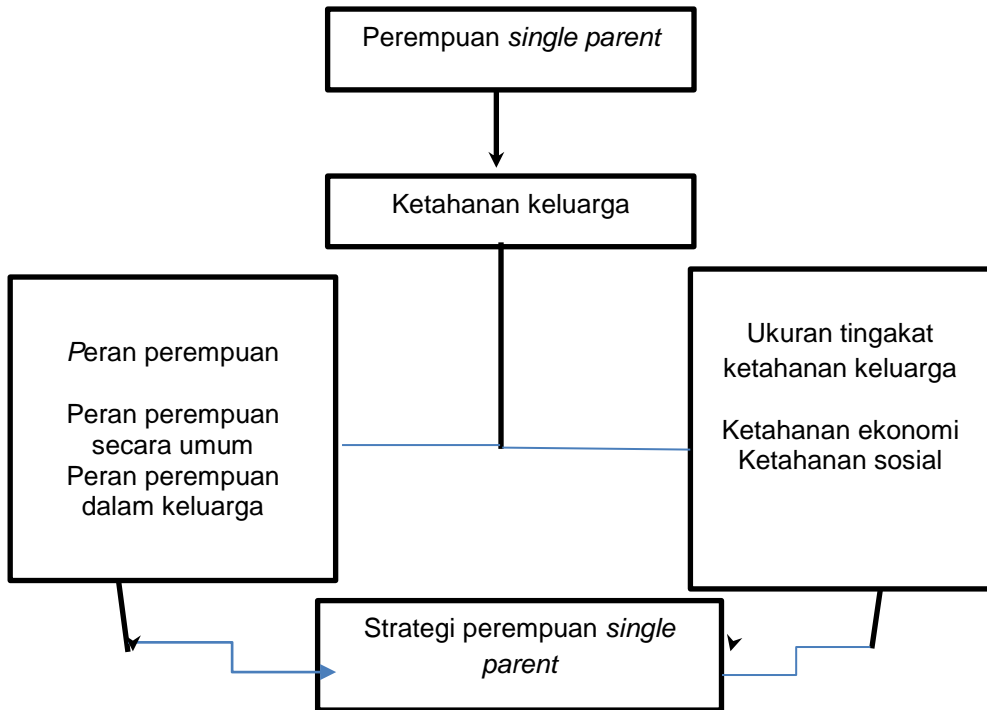 Perempuan single parent
Ketahanan keluarga
Peran perempuan
Peran perempuan
secara umum
Peran perempuan
dalam keluarga
Ukuran tingakat
ketahanan keluarga
Ketahanan ekonomi
Ketahanan sosial
Strategi perempuan single
parent